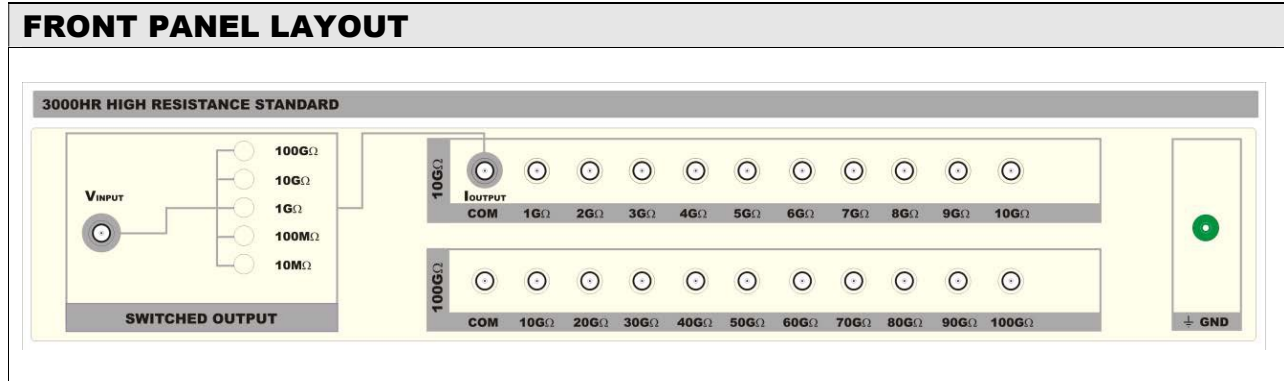 FRONT PANEL LAYOUT
3000HR HIGH RESISTANCE STANDARD
VINPUT
100GΩ
10GΩ
1GΩ
100MΩ
10MΩ
SWITCHED OUTPUT
10GΩ
IOUTPUT
COM 1GΩ 2GΩ 3GΩ 4GΩ 5GΩ 6GΩ 7GΩ 8GΩ 9GΩ 10GΩ
100GΩ
COM 10GΩ 20GΩ 30GΩ 40GΩ 50GΩ 60GΩ 70GΩ 80GΩ 90GΩ 100GΩ
⏚ GND